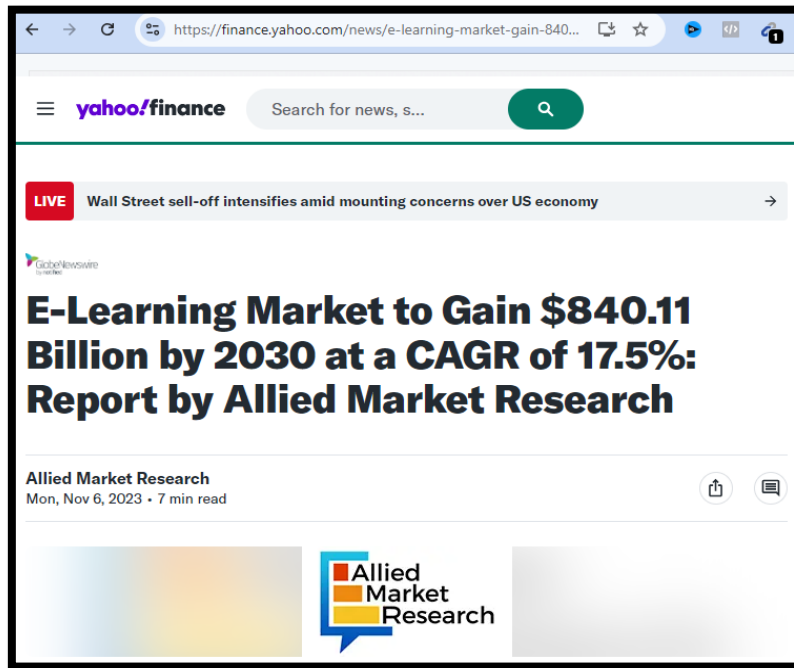 https://finance.yahoo.com/news/e-learning-market-gain-840...
1
yahoo!finance
Search for news, s...
LIVE Wall Street sell-off intensifies amid mounting concerns over US economy
GlobeNewswire
by notified
E-Learning Market to Gain $840.11
Billion by 2030 at a CAGR of 17.5%:
Report by Allied Market Research
Allied Market Research
Mon, Nov 6, 2023 • 7 min read
Allied
Market
Research